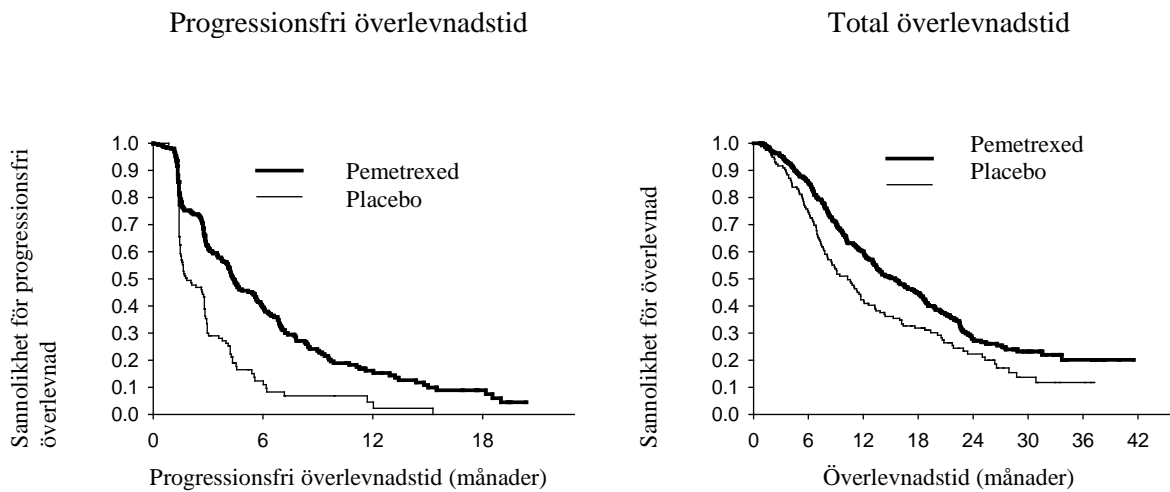 Progressionsfri överlevnadstid
Sannolikhet för progressionsfri
överlevnad
1.0
0.9
0.8
0.7
0.6
0.5
0.4
0.3
0.2
0.1
0.0
Pemetrexed
Placebo
0 6 12 18
Progressionsfri överlevnadstid (månader)
Total överlevnadstid
Sannolikhet för överlevnad
1.0
0.9
0.8
0.7
0.6
0.5
0.4
0.3
0.2
0.1
0.0
Pemetrexed
Placebo
0 6 12 18 24 30 36 42
Överlevnadstid (månader)